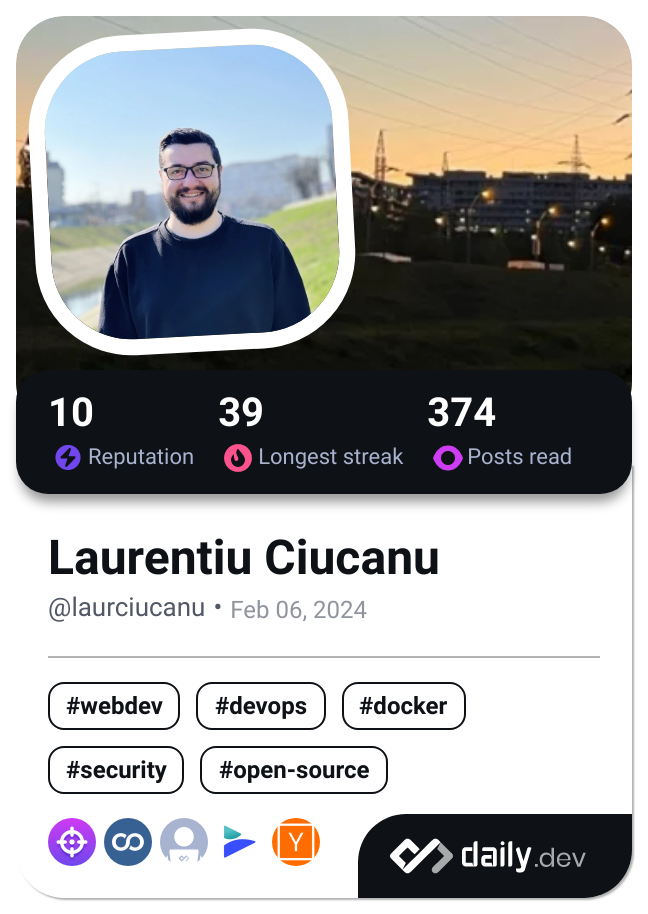 10 39 374
Reputation Longest streak Posts read
Laurentiu Ciucanu
@laurciucanu • Feb 06, 2024
#webdev #devops #docker
#security #open-source
Y
daily.dev